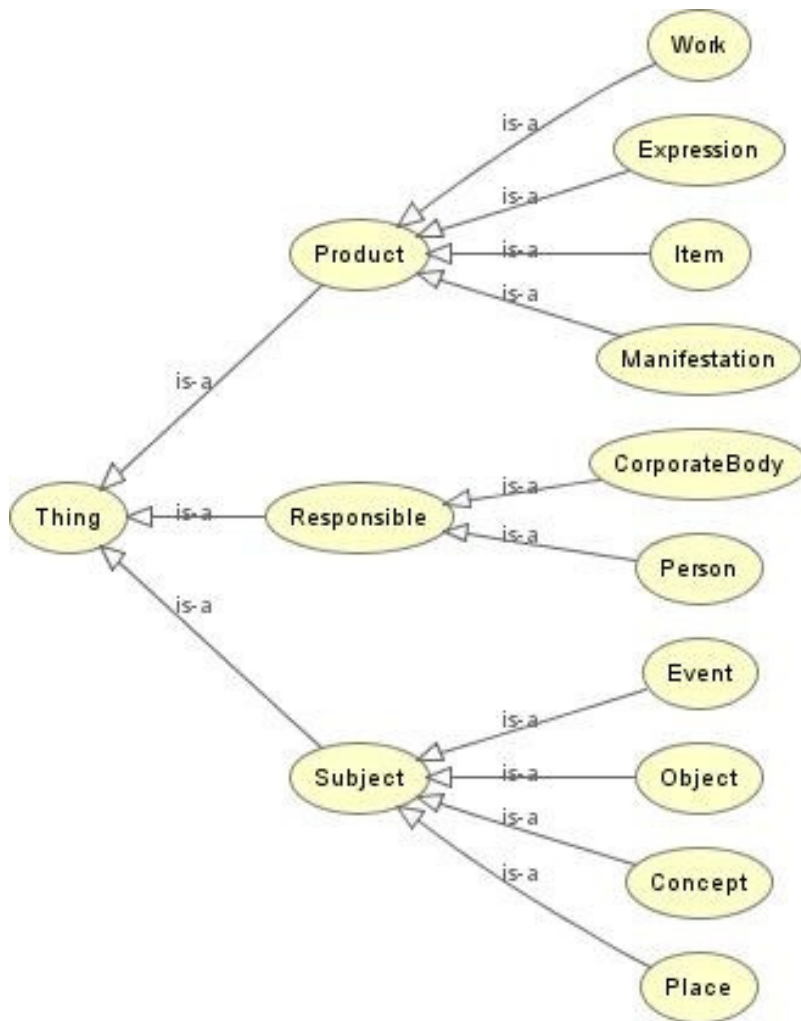 Work
is-a
Expression
is-a
Product
is-a
Item
is-a
Manifestation
is-a
CorporateBody
is-a
Thing
is-a
Responsible
is-a
Person
is-a
Event
is-a
Subject
is-a
Object
is-a
Concept
is-a
Place